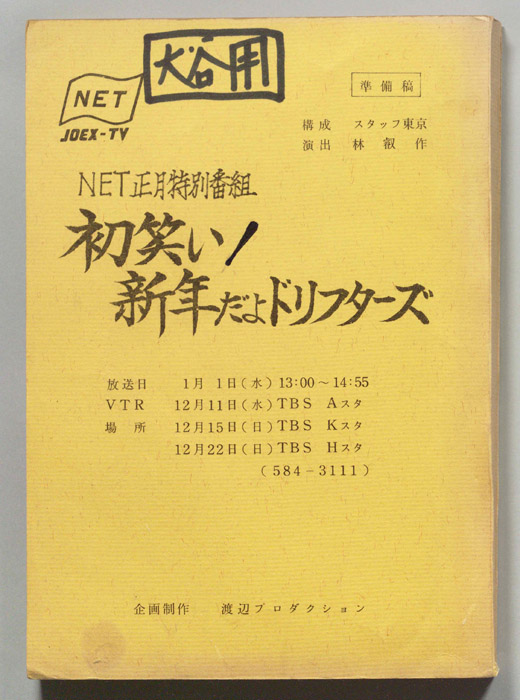 大谷用
NET
JOEX-TV
準備稿
構成 スタッフ東京
演出 林叡作
NET正月特別番組
初笑い!
新年だよドリフターズ
放送日 1月 1日(水) 13:00~14:55
VTR 12月11日(水) TBS Aスタ
場所 12月15日(日) TBS Kスタ
12月22日(日) TBS Hスタ
(584-3111)
企画制作 渡辺プロダクション